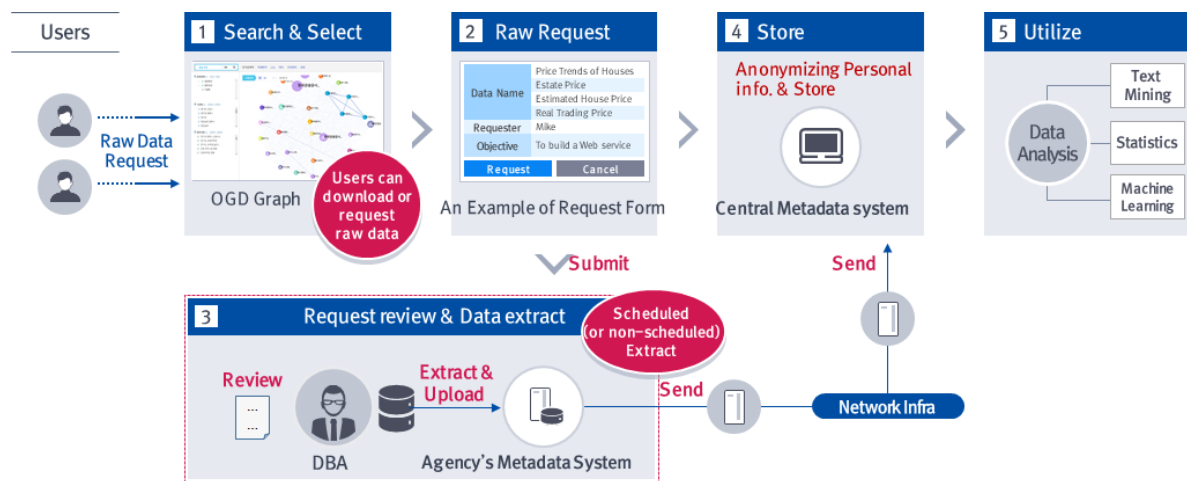 Users
1 Search & Select
2 Raw Request
4 Store
5 Utilize
Raw Data
Request
OGD Graph
Users can
download or
request
raw data
Data Name
Price Trends of Houses
Estate Price
Estimated House Price
Real Trading Price
Requester
Mike
Objective
To build a Web service
Request
Cancel
An Example of Request Form
Anonymizing Personal
info. & Store
Central Metadata system
Data
Analysis
Text
Mining
Statistics
Machine
Learning
Submit
Send
3 Request review & Data extract
Scheduled
(or non-scheduled)
Extract
Review
...
...
DBA
Extract &
Upload
Agency's Metadata System
Send
Network Infra